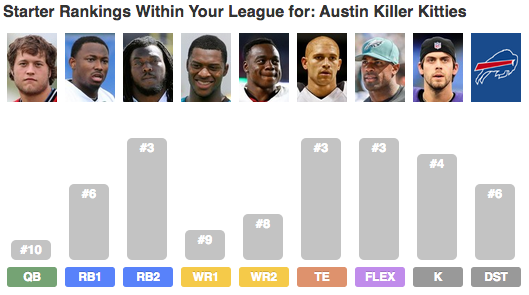 Starter Rankings Within Your League for: Austin Killer Kitties
#10
#6
#3
#9
#8
#3
#3
#4
#6
QB
RB1
RB2
WR1
WR2
TE
FLEX
K
DST